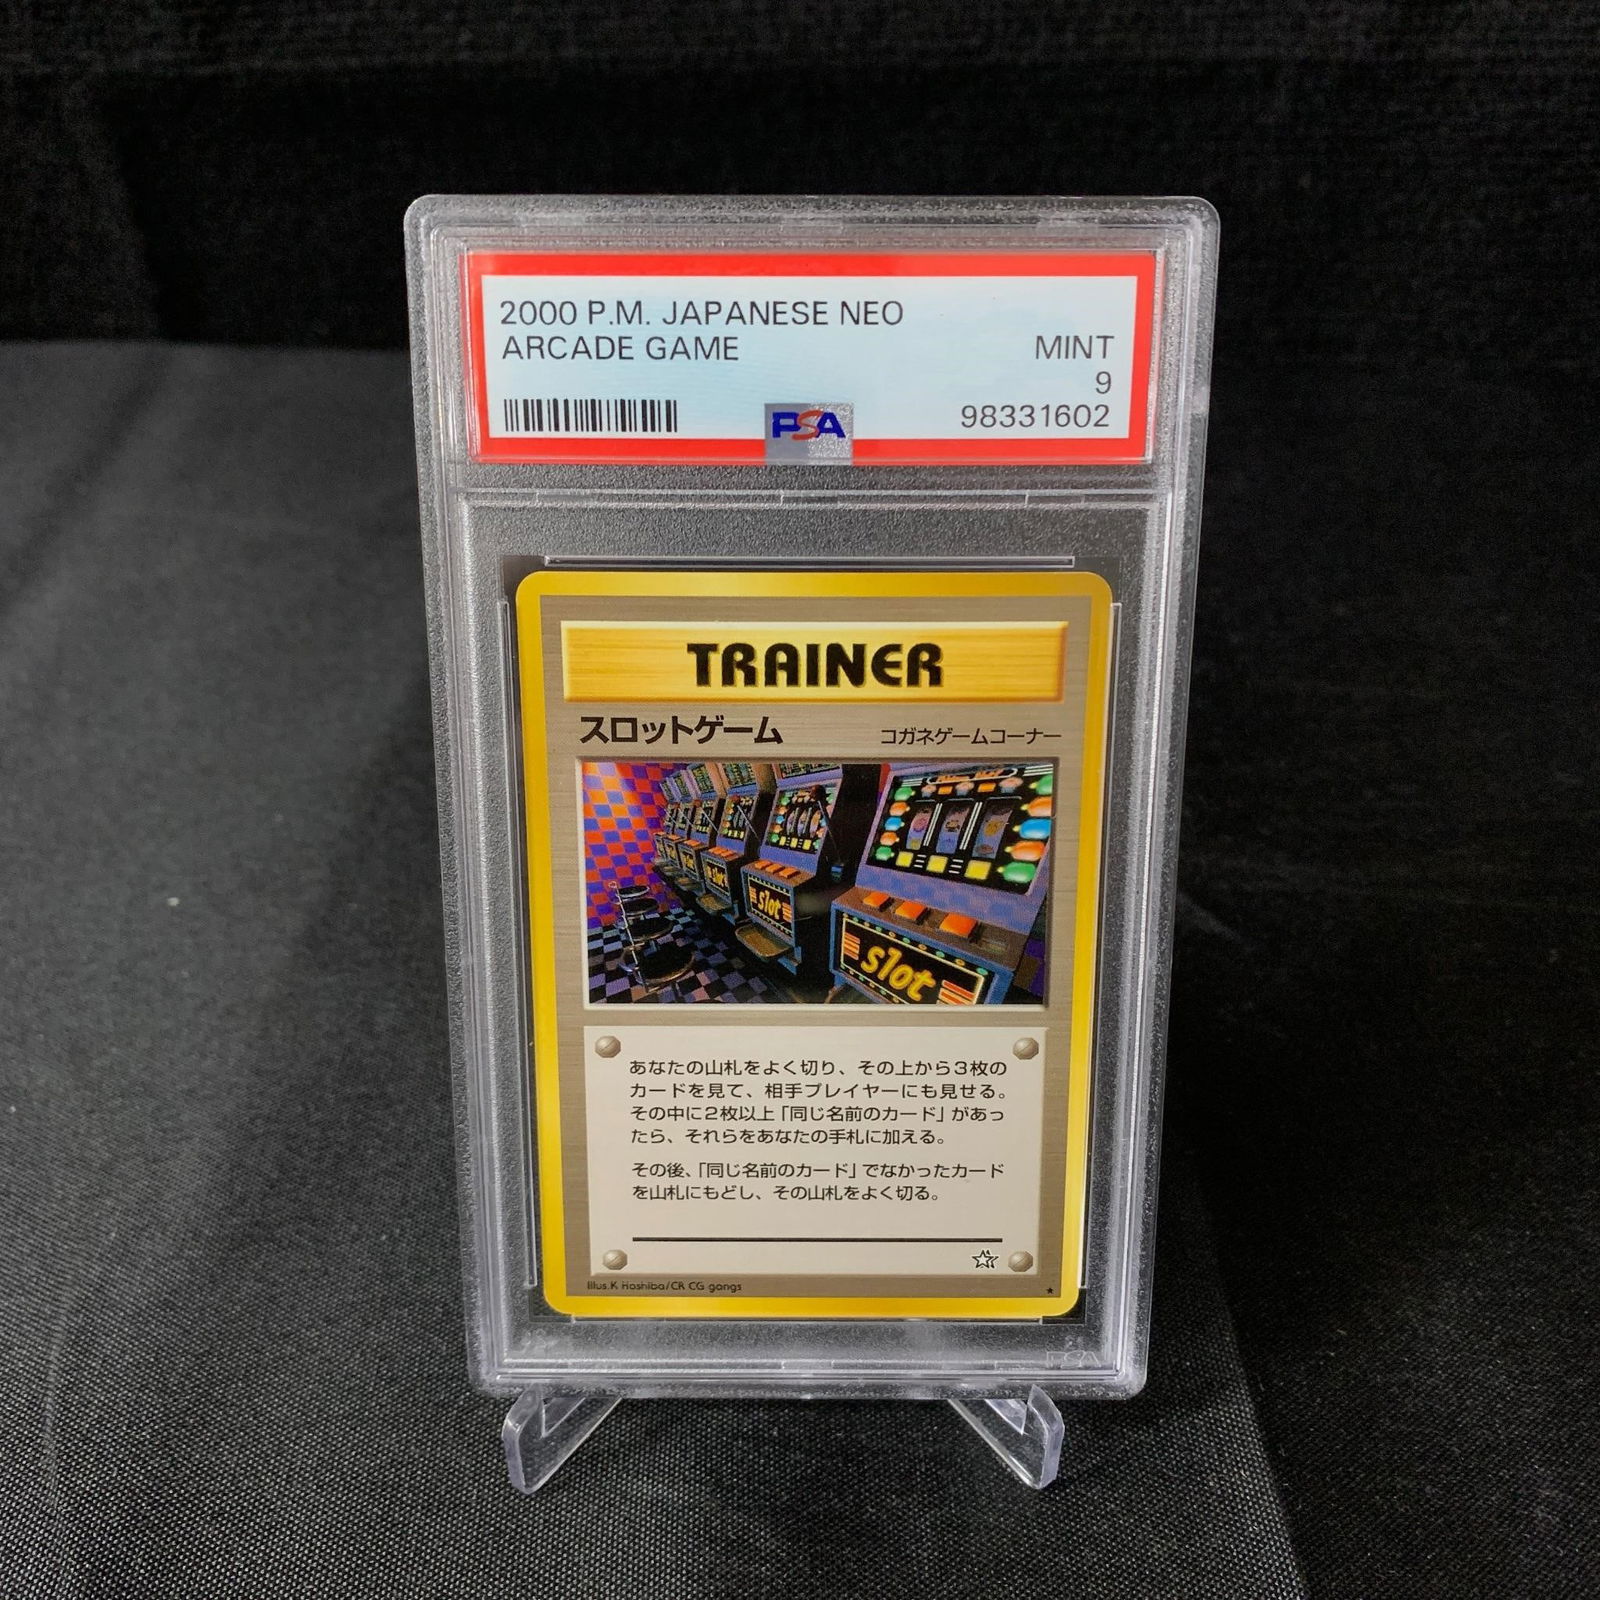 2000 P.M. JAPANESE NEO
ARCADE GAME
MINT
9
98331602
PSA
TRAINER
スロットゲーム
コガネゲームコーナー
slot
slot
slot
あなたの山札をよく切り、その上から3枚の
カードを見て、相手プレイヤーにも見せる。
その中に2枚以上「同じ名前のカード」があっ
たら、それらをあなたの手札に加える。
その後、「同じ名前のカード」でなかったカード
を山札にもどし、その山札をよく切る。
Illus.K Hoshiba/CR CG gangs
PSA